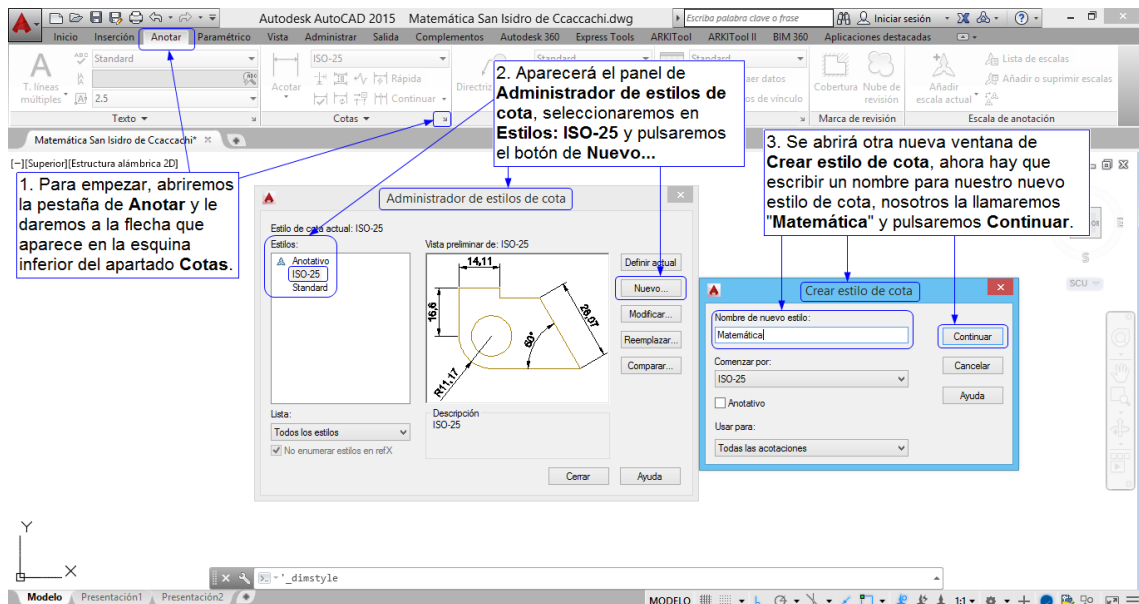 Autodesk AutoCAD 2015 Matemática San Isidro de Ccaccachi.dwg
Escriba palabra clave o frase
Iniciar sesión
Inicio Inserción Anotar Paramétrico Vista Administrar Salida Complementos Autodesk 360 Express Tools ARKITool ARKITool II BIM 360 Aplicaciones destacadas
Standard
T. líneas múltiples
2.5
Texto
ISO-25
Acotar
Rápida
Continuar
Cotas
Standard
Standard
Marca de revisión
Cobertura Nube de revisión
Añadir escala actual
Lista de escalas
Añadir o suprimir escalas
Escala de anotación
Matemática San Isidro de Ccaccachi*
[−][Superior][Estructura alámbrica 2D]
1. Para empezar, abriremos
la pestaña de Anotar y le
daremos a la flecha que
aparece en la esquina
inferior del apartado Cotas.
2. Aparecerá el panel de
Administrador de estilos de
cota, seleccionaremos en
Estilos: ISO-25 y pulsaremos
el botón de Nuevo...
3. Se abrirá otra nueva ventana de
Crear estilo de cota, ahora hay que
escribir un nombre para nuestro nuevo
estilo de cota, nosotros la llamaremos
"Matemática" y pulsaremos Continuar.
Administrador de estilos de cota
Estilo de cota actual: ISO-25
Estilos:
Anotativo
ISO-25
Standard
Vista preliminar de: ISO-25
14,11
16,6
28,07
60°
R11,17
Definir actual
Nuevo...
Modificar...
Reemplazar...
Comparar...
Lista:
Todos los estilos
No enumerar estilos en refX
Descripción
ISO-25
Cerrar
Ayuda
Crear estilo de cota
Nombre de nuevo estilo:
Matemática
Comenzar por:
ISO-25
Anotativo
Usar para:
Todas las acotaciones
Continuar
Cancelar
Ayuda
S
SCU
Y
X
'_dimstyle
Modelo Presentación1 Presentación2
MODELO
1:1